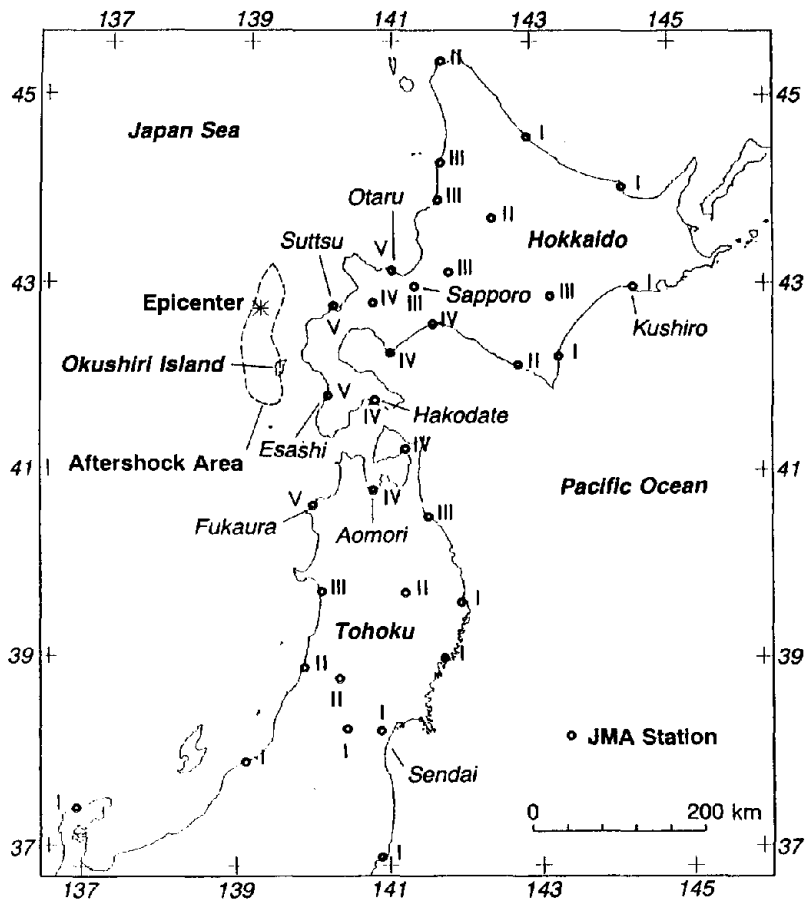 137 139 141 143 145
II
V
45 45
Japan Sea
I
III
I
Otaru
III
II
Suttsu
Hokkaido
V
III
43 43
Sapporo
IV
III
III
I
Epicenter
V
IV
Kushiro
Okushiri Island
IV
II
I
V
Hakodate
Esashi
IV
Aftershock Area
IV
41 41
V
IV
Pacific Ocean
Fukaura
Aomori
III
III
II
I
Tohoku
39 39
II
I
II
I
JMA Station
I
I
Sendai
I
0 200 km
37 37
I
137 139 141 143 145